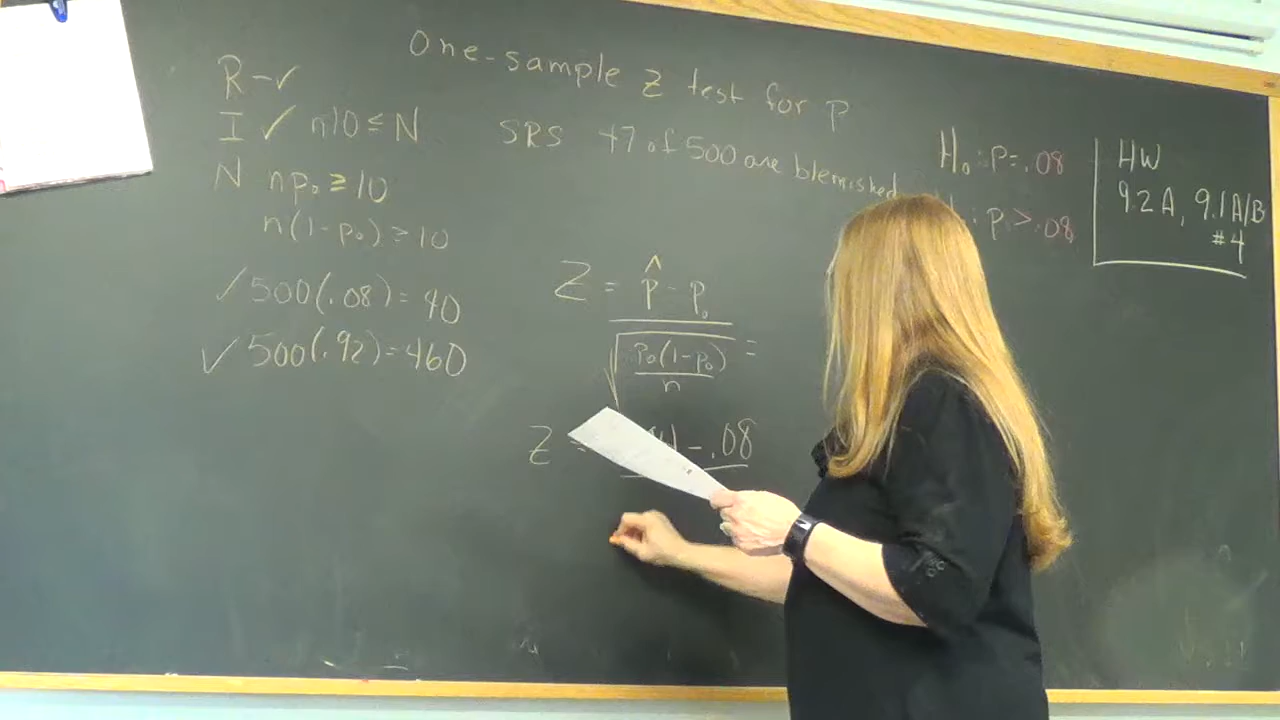 One-sample Z test for p
R - ✓
I ✓ n10 ≤ N
N np₀ ≥ 10
n(1-p₀) ≥ 10
✓ 500(.08) = 40
✓ 500(.92) = 460
SRS 47 of 500 are blemished
H₀: p = .08
: p > .08
HW
9.2A, 9.1A/B
#4
Z = p̂ - p₀
√ p₀(1-p₀) =
n
Z = - .08